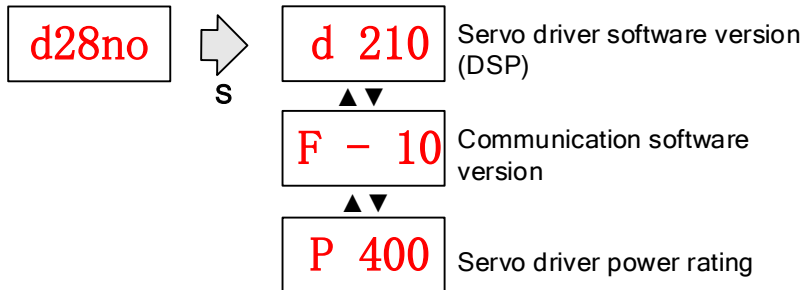 d28no
S
d 210
Servo driver software version
(DSP)
▲▼
F - 10
Communication software
version
▲▼
P 400
Servo driver power rating